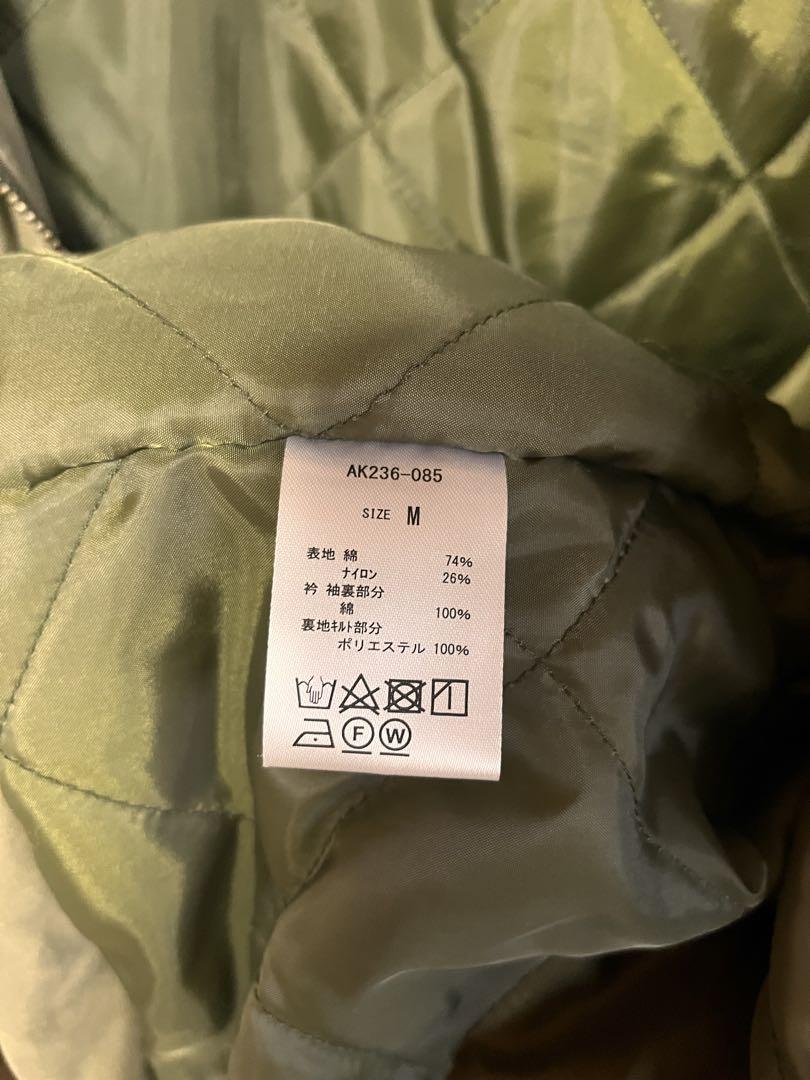 AK236-085
SIZE M
表地 綿 74%
ﾅｲﾛﾝ 26%
衿 袖裏部分
綿 100%
裏地ｷﾙﾄ部分
ポリエステル 100%
F W